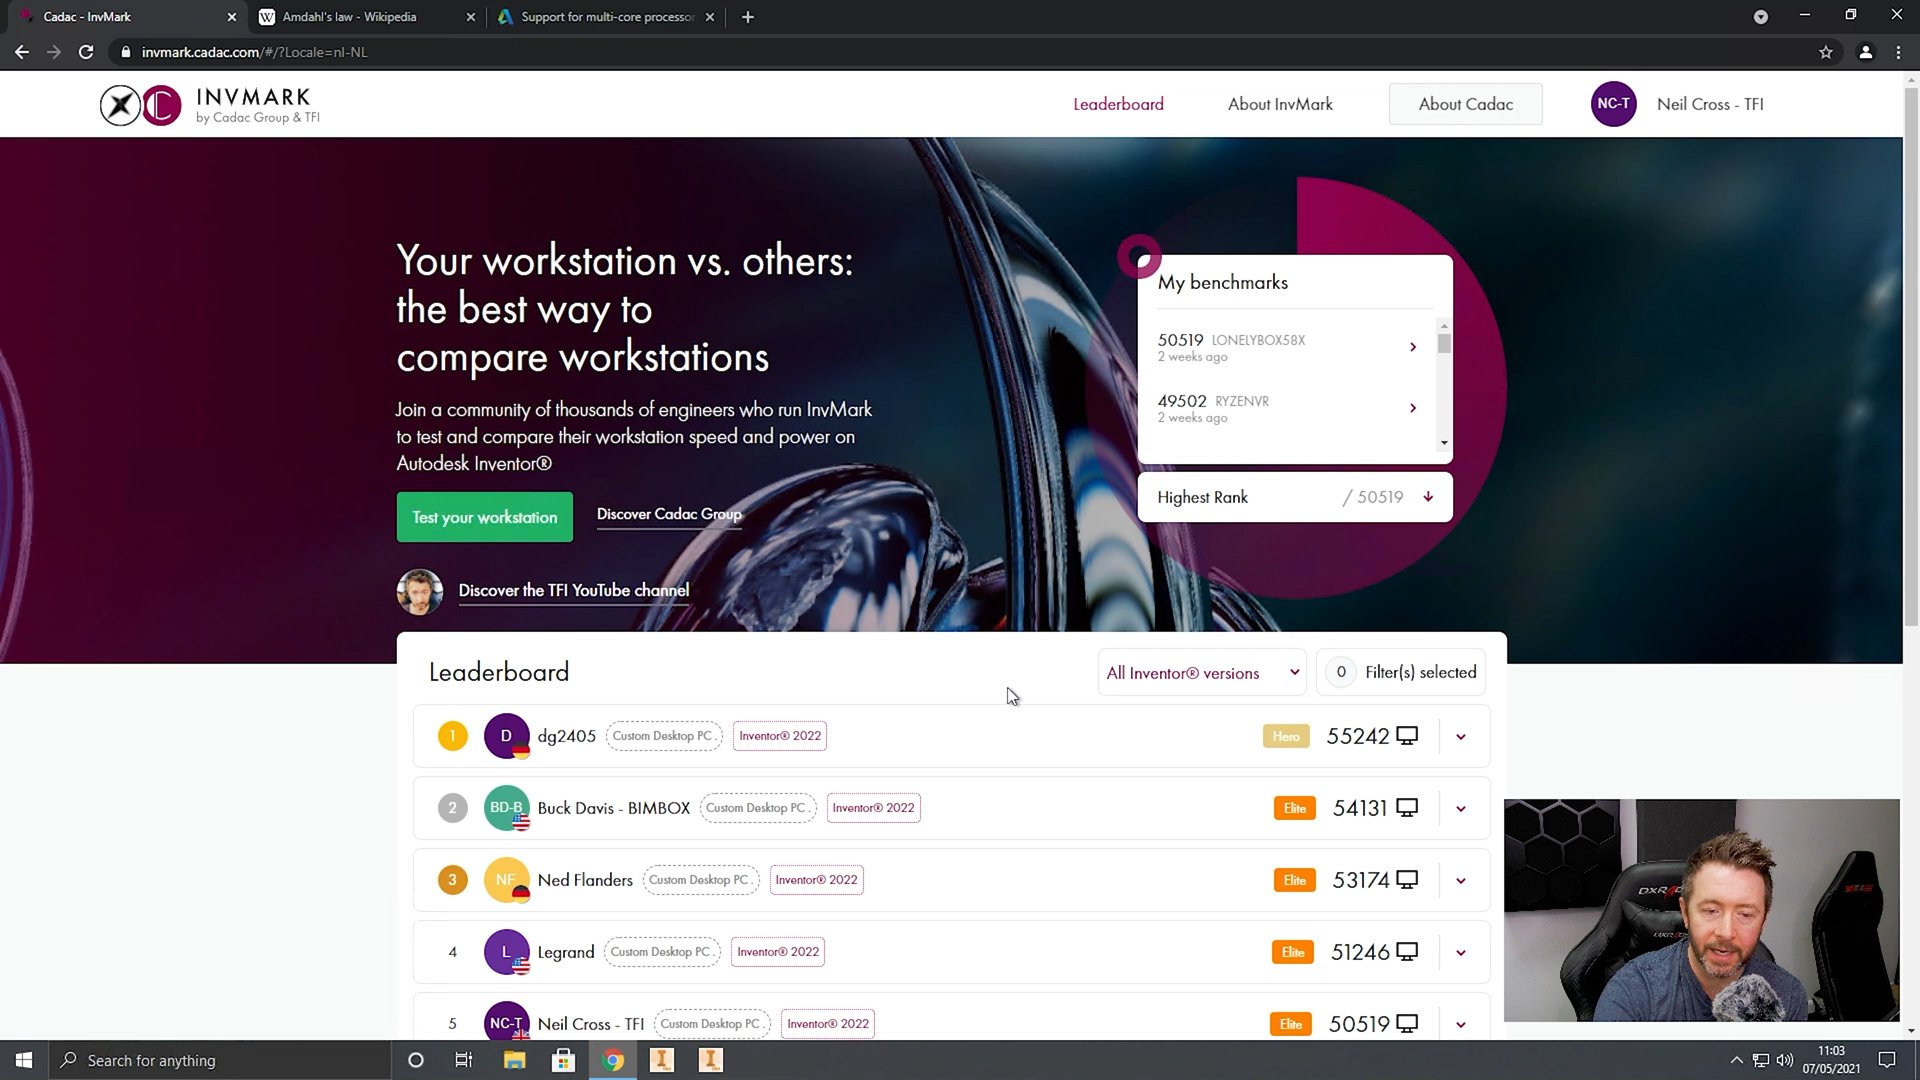 Cadac - InvMark
Amdahl's law - Wikipedia
Support for multi-core processor
invmark.cadac.com/#/?Locale=nl-NL
INVMARK
by Cadac Group & TFI
Leaderboard
About InvMark
About Cadac
NC-T
Neil Cross - TFI
Your workstation vs. others:
the best way to
compare workstations
Join a community of thousands of engineers who run InvMark
to test and compare their workstation speed and power on
Autodesk Inventor®
Test your workstation
Discover Cadac Group
Discover the TFI YouTube channel
My benchmarks
50519 LONELYBOX58X
2 weeks ago
49502 RYZENVR
2 weeks ago
Highest Rank / 50519
Leaderboard
All Inventor® versions
0 Filter(s) selected
1 D dg2405 Custom Desktop PC . Inventor® 2022 Hero 55242
2 BD-B Buck Davis - BIMBOX Custom Desktop PC . Inventor® 2022 Elite 54131
3 NF Ned Flanders Custom Desktop PC . Inventor® 2022 Elite 53174
4 L Legrand Custom Desktop PC . Inventor® 2022 Elite 51246
5 NC-T Neil Cross - TFI Custom Desktop PC . Inventor® 2022 Elite 50519
Search for anything
11:03
07/05/2021